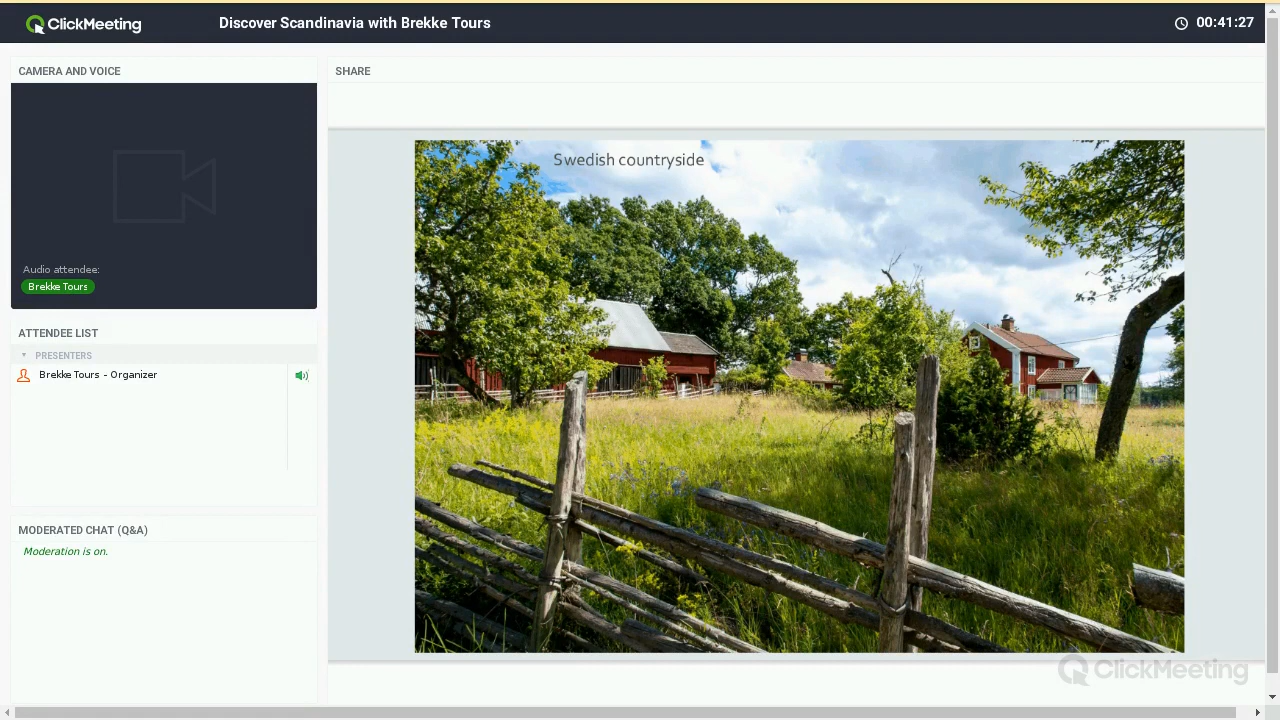 ClickMeeting
Discover Scandinavia with Brekke Tours
00:41:27
CAMERA AND VOICE
Audio attendee:
Brekke Tours
ATTENDEE LIST
PRESENTERS
Brekke Tours - Organizer
MODERATED CHAT (Q&A)
Moderation is on.
SHARE
Swedish countryside
ClickMeeting